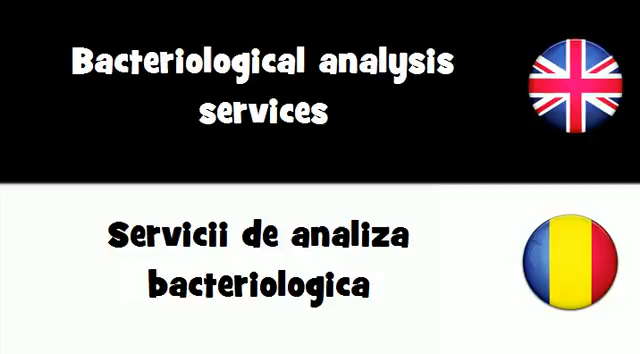 Bacteriological analysis
services
Servicii de analiza
bacteriologica